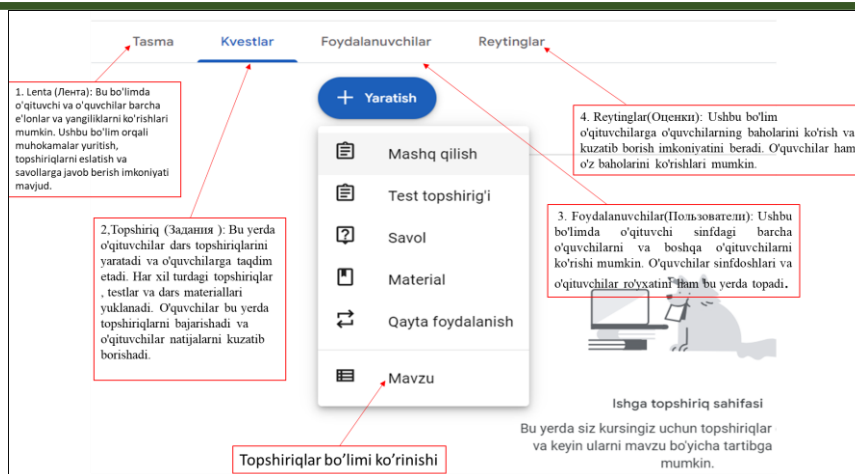 Tasma
Kvestlar
Foydalanuvchilar
Reytinglar
1. Lenta (Лента): Bu bo'limda
o'qituvchi va o'quvchilar barcha
e'lonlar va yangiliklarni ko'rishlari
mumkin. Ushbu bo'lim orqali
muhokamalar yuritish,
topshiriqlarni eslatish va
savollarga javob berish imkoniyati
mavjud.
+ Yaratish
Mashq qilish
Test topshirig'i
Savol
Material
Qayta foydalanish
Mavzu
4. Reytinglar(Оценки): Ushbu bo'lim
o'qituvchilarga o'quvchilarning baholarini ko'rish va
kuzatib borish imkoniyatini beradi. O'quvchilar ham
o'z baholarini ko'rishlari mumkin.
2,Topshiriq (Задания ): Bu yerda
o'qituvchilar dars topshiriqlarini
yaratadi va o'quvchilarga taqdim
etadi. Har xil turdagi topshiriqlar
, testlar va dars materiallari
yuklanadi. O'quvchilar bu yerda
topshiriqlarni bajarishadi va
o'qituvchilar natijalarni kuzatib
borishadi.
3. Foydalanuvchilar(Пользователи): Ushbu
bo'limda o'qituvchi sinfdagi barcha
o'quvchilarni va boshqa o'qituvchilarni
ko'rishi mumkin. O'quvchilar sinfdoshlari va
o'qituvchilar ro'yxatini ham bu yerda topadi.
Ishga topshiriq sahifasi
Bu yerda siz kursingiz uchun topshiriqlar
va keyin ularni mavzu bo'yicha tartibga
mumkin.
Topshiriqlar bo'limi ko'rinishi